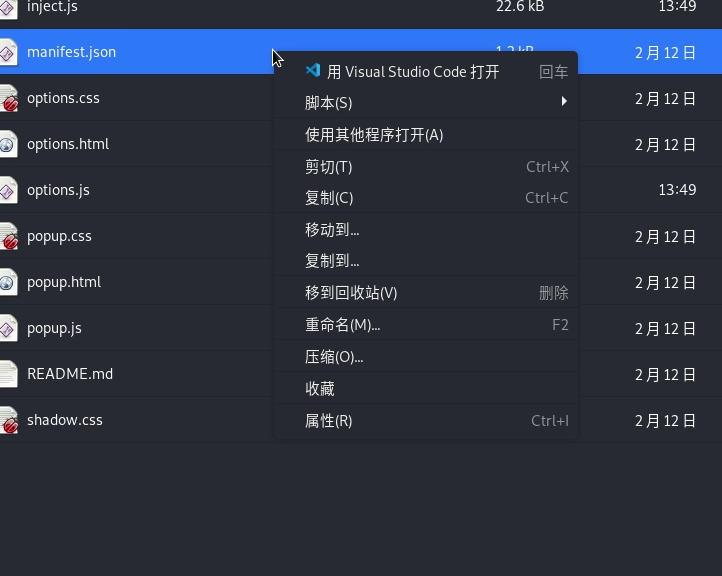 inject.js 22.6 kB 13:49
manifest.json 1.2 kB 2 月 12 日
用 Visual Studio Code 打开 回车
options.css 2 月 12 日
脚本(S)
使用其他程序打开(A)
options.html 2 月 12 日
剪切(T) Ctrl+X
options.js 13:49
复制(C) Ctrl+C
移动到...
popup.css 2 月 12 日
复制到...
popup.html 2 月 12 日
移到回收站(V) 删除
popup.js 2 月 12 日
重命名(M)... F2
压缩(O)...
README.md 2 月 12 日
收藏
shadow.css 2 月 12 日
属性(R) Ctrl+I